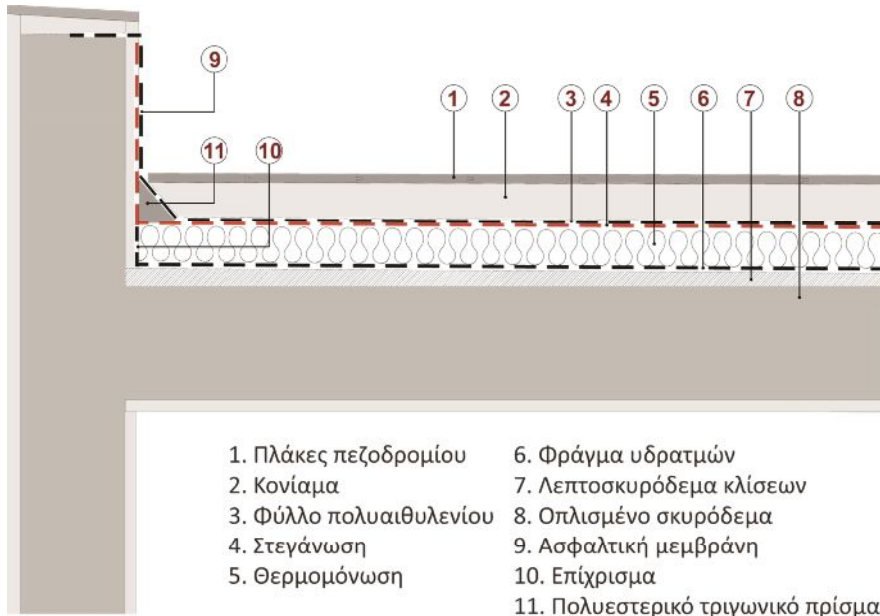 9
1 2 3 4 5 6 7 8
11 10
1. Πλάκες πεζοδρομίου
2. Κονίαμα
3. Φύλλο πολυαιθυλενίου
4. Στεγάνωση
5. Θερμομόνωση
6. Φράγμα υδρατμών
7. Λεπτοσκυρόδεμα κλίσεων
8. Οπλισμένο σκυρόδεμα
9. Ασφαλτική μεμβράνη
10. Επίχρισμα
11. Πολυεστερικό τριγωνικό πρίσμα